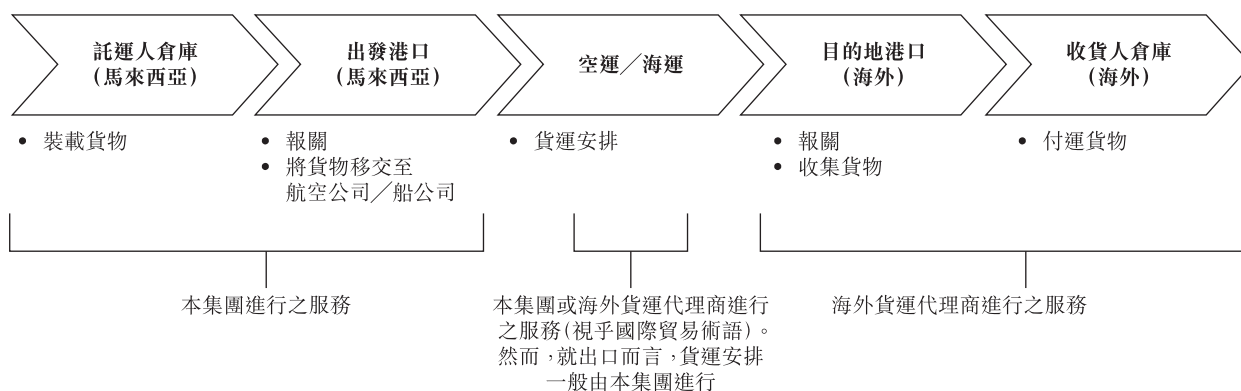 託運人倉庫
(馬來西亞)
出發港口
(馬來西亞)
空運／海運
目的地港口
(海外)
收貨人倉庫
(海外)
• 裝載貨物
• 報關
• 將貨物移交至
航空公司／船公司
• 貨運安排
• 報關
• 收集貨物
• 付運貨物
本集團進行之服務
本集團或海外貨運代理商進行
之服務(視乎國際貿易術語)。
然而，就出口而言，貨運安排
一般由本集團進行
海外貨運代理商進行之服務